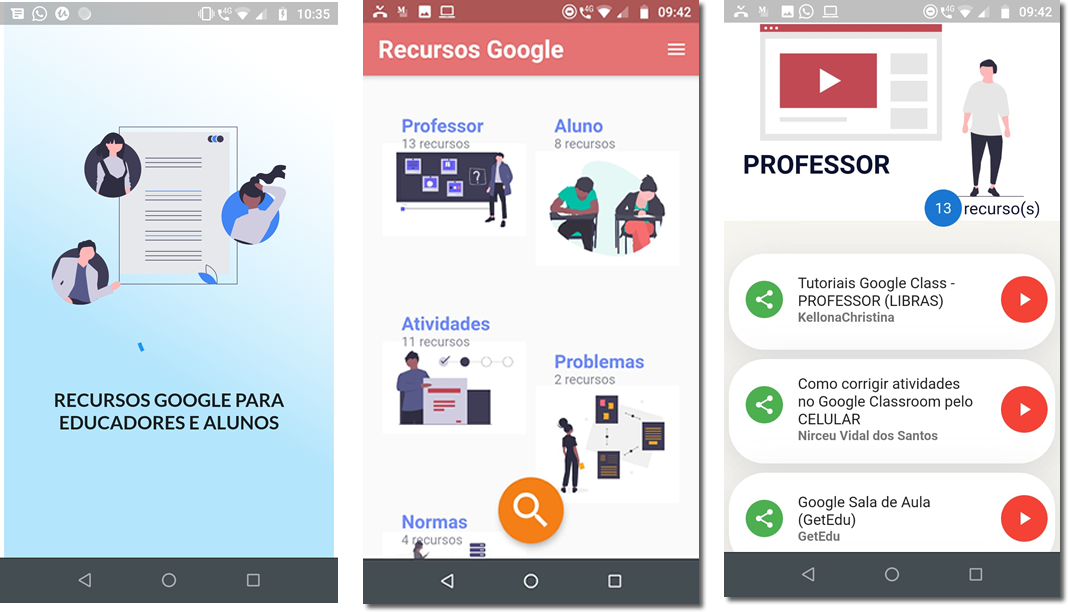 4G
10:35
RECURSOS GOOGLE PARA
EDUCADORES E ALUNOS
4G
09:42
Recursos Google
Professor
13 recursos
Aluno
8 recursos
?
Atividades
11 recursos
Problemas
2 recursos
Normas
4 recursos
4G
09:42
PROFESSOR
13 recurso(s)
Tutoriais Google Class -
PROFESSOR (LIBRAS)
KellonaChristina
Como corrigir atividades
no Google Classroom pelo
CELULAR
Nirceu Vidal dos Santos
Google Sala de Aula
(GetEdu)
GetEdu